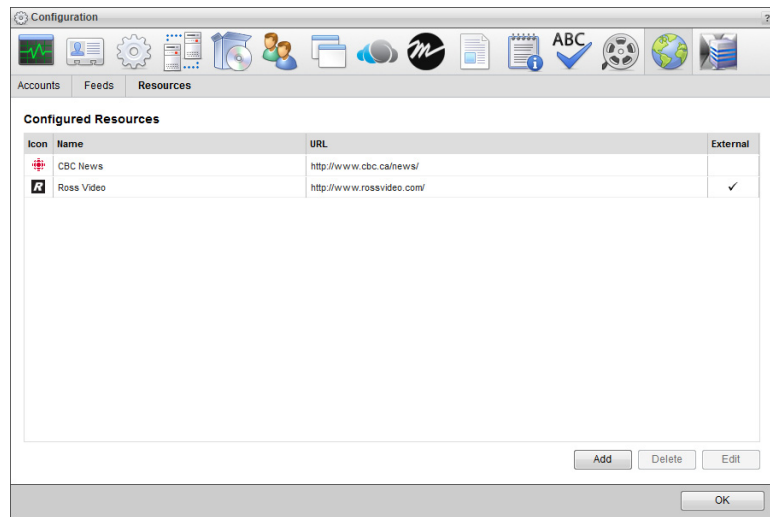 Configuration ?
ABC
Accounts Feeds Resources
Configured Resources
Icon Name URL External
CBC News http://www.cbc.ca/news/
R Ross Video http://www.rossvideo.com/ ✓
Add Delete Edit
OK